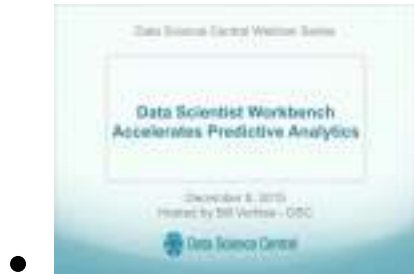 Data Science Central Webinar Series
Data Scientist Workbench
Accelerates Predictive Analytics
December 8, 2015
Hosted by Bill Vorhies - DSC
Data Science Central